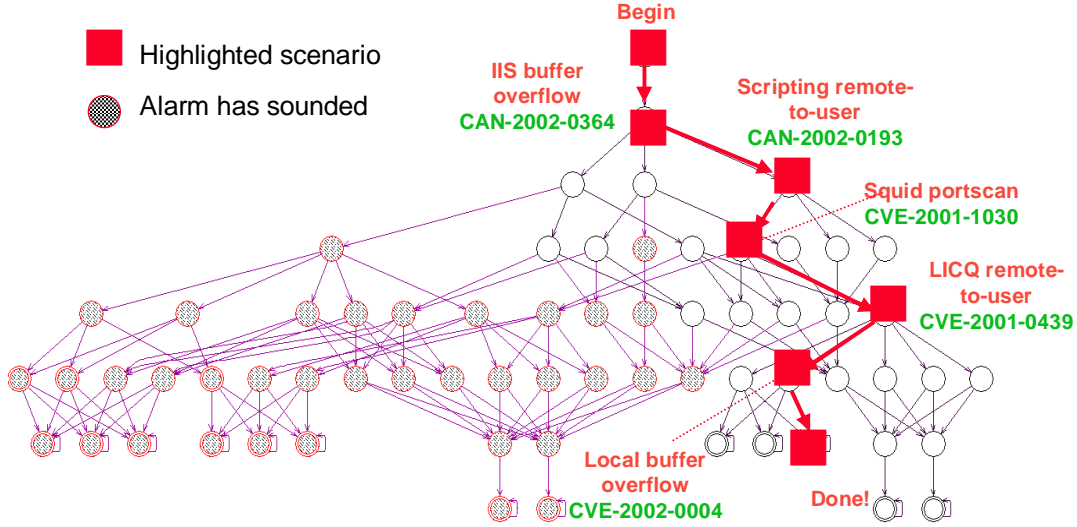 Begin
Highlighted scenario
Alarm has sounded
IIS buffer
overflow
CAN-2002-0364
Scripting remote-
to-user
CAN-2002-0193
Squid portscan
CVE-2001-1030
LICQ remote-
to-user
CVE-2001-0439
Local buffer
overflow
CVE-2002-0004
Done!